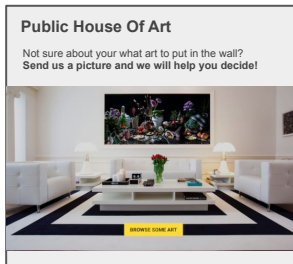 Public House Of Art
Not sure about your what art to put in the wall?
Send us a picture and we will help you decide!
BROWSE SOME ART